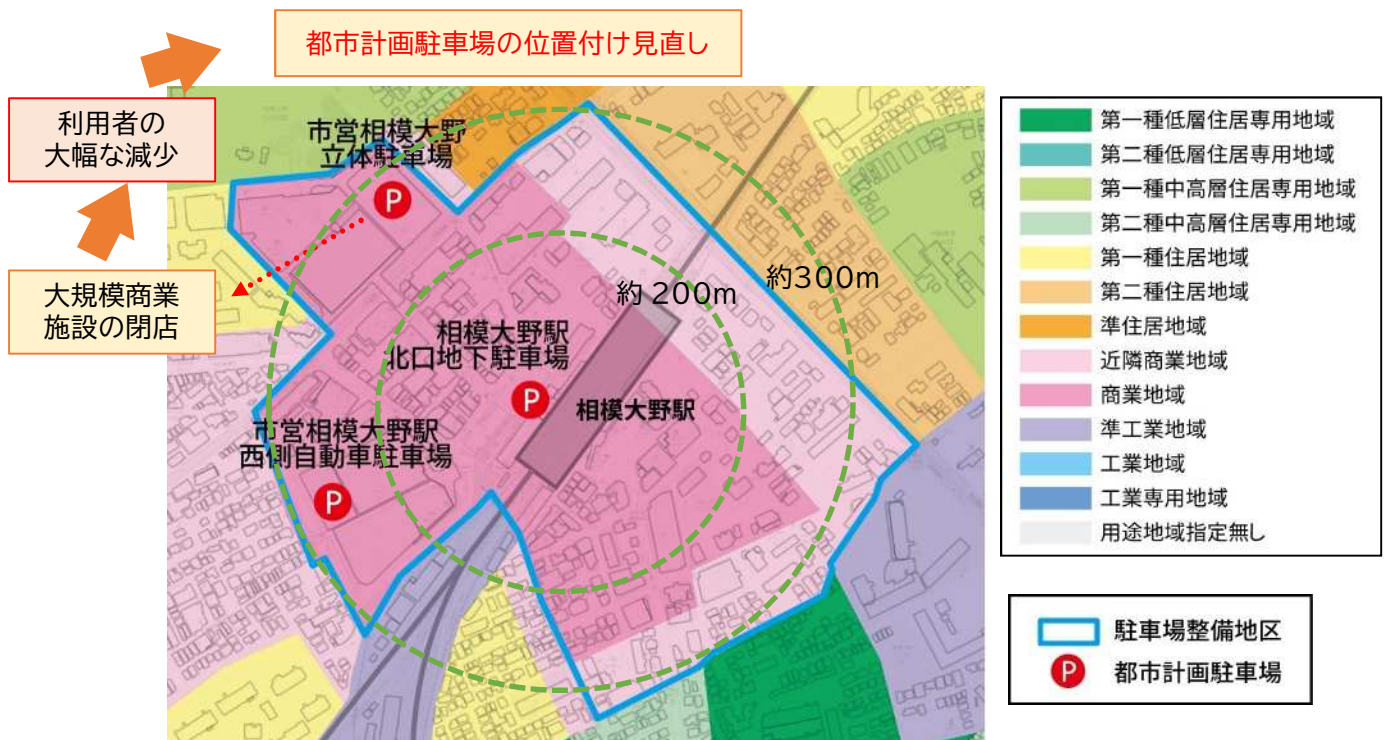 都市計画駐車場の位置付け見直し
利用者の
大幅な減少
大規模商業
施設の閉店
市営相模大野
立体駐車場
P
約300m
約200m
相模大野駅
北口地下駐車場
P
相模大野駅
市営相模大野駅
西側自動車駐車場
P
第一種低層住居専用地域
第二種低層住居専用地域
第一種中高層住居専用地域
第二種中高層住居専用地域
第一種住居地域
第二種住居地域
準住居地域
近隣商業地域
商業地域
準工業地域
工業地域
工業専用地域
用途地域指定無し
駐車場整備地区
P 都市計画駐車場